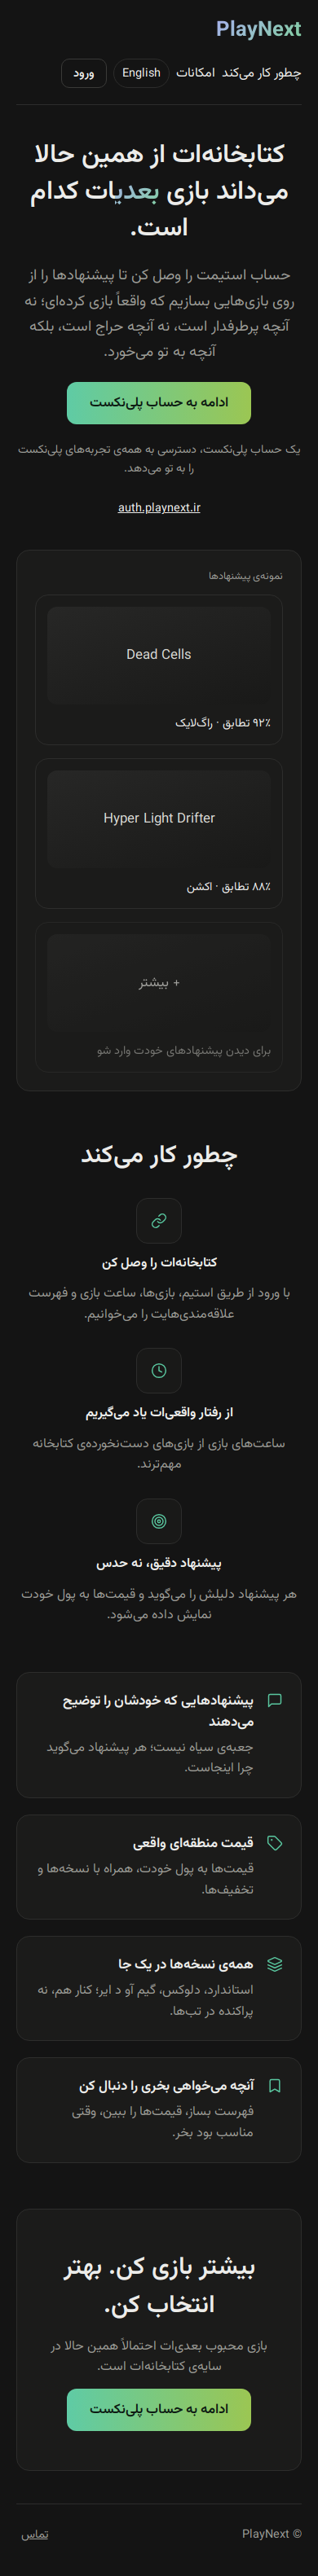 PlayNext
چطور کار می‌کند امکانات English ورود
کتابخانه‌ات از همین حالا
می‌داند بازی بعدیات کدام
است.
حساب استیمت را وصل کن تا پیشنهادها را از
روی بازی‌هایی بسازیم که واقعاً بازی کرده‌ای؛ نه
آنچه پرطرفدار است، نه آنچه حراج است، بلکه
آنچه به تو می‌خورد.
ادامه به حساب پلی‌نکست
یک حساب پلی‌نکست، دسترسی به همه‌ی تجربه‌های پلی‌نکست
را به تو می‌دهد.
auth.playnext.ir
نمونه‌ی پیشنهادها
Dead Cells
۹۲٪ تطابق · راگ‌لایک
Hyper Light Drifter
۸۸٪ تطابق · اکشن
+ بیشتر
برای دیدن پیشنهادهای خودت وارد شو
چطور کار می‌کند
کتابخانه‌ات را وصل کن
با ورود از طریق استیم، بازی‌ها، ساعت بازی و فهرست
علاقه‌مندی‌هایت را می‌خوانیم.
از رفتار واقعی‌ات یاد می‌گیریم
ساعت‌های بازی از بازی‌های دست‌نخورده‌ی کتابخانه
مهم‌ترند.
پیشنهاد دقیق، نه حدس
هر پیشنهاد دلیلش را می‌گوید و قیمت‌ها به پول خودت
نمایش داده می‌شود.
پیشنهادهایی که خودشان را توضیح
می‌دهند
جعبه‌ی سیاه نیست؛ هر پیشنهاد می‌گوید
چرا اینجاست.
قیمت منطقه‌ای واقعی
قیمت‌ها به پول خودت، همراه با نسخه‌ها و
تخفیف‌ها.
همه‌ی نسخه‌ها در یک جا
استاندارد، دلوکس، گیم آو د ایر؛ کنار هم، نه
پراکنده در تب‌ها.
آنچه می‌خواهی بخری را دنبال کن
فهرست بساز، قیمت‌ها را ببین، وقتی
مناسب بود بخر.
بیشتر بازی کن. بهتر
انتخاب کن.
بازی محبوب بعدی‌ات احتمالاً همین حالا در
سایه‌ی کتابخانه‌ات است.
ادامه به حساب پلی‌نکست
© PlayNext
تماس